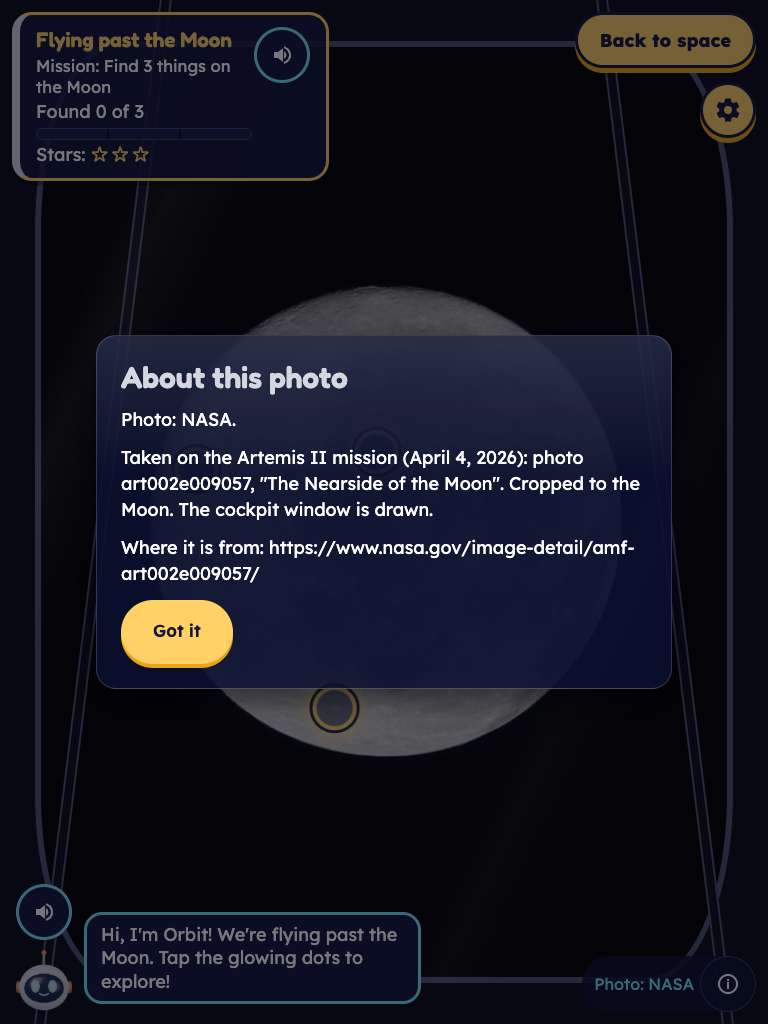 Flying past the Moon
Mission: Find 3 things on
the Moon
Found 0 of 3
Stars:
Back to space
About this photo
Photo: NASA.
Taken on the Artemis II mission (April 4, 2026): photo
art002e009057, "The Nearside of the Moon". Cropped to the
Moon. The cockpit window is drawn.
Where it is from: https://www.nasa.gov/image-detail/amf-
art002e009057/
Got it
Hi, I'm Orbit! We're flying past the
Moon. Tap the glowing dots to
explore!
Photo: NASA